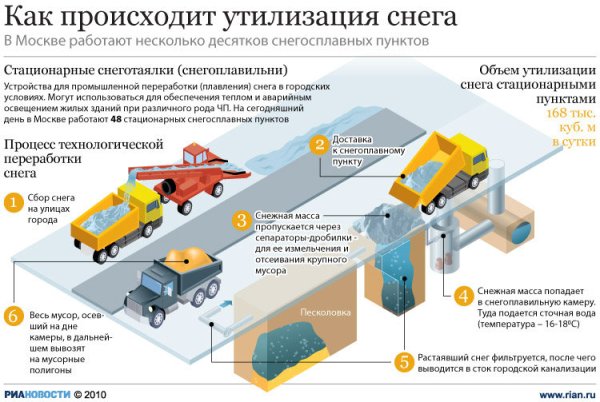 Как происходит утилизация снега
В Москве работают несколько десятков снегосплавных пунктов
Стационарные снеготаялки (снегоплавильни)
Устройства для промышленной переработки (плавления) снега в городских
условиях. Могут использоваться для обеспечения теплом и аварийным
освещением жилых зданий при различного рода ЧП. На сегодняшний
день в Москве работают 48 стационарных снегосплавных пунктов
Объем утилизации
снега стационарными
пунктами
168 тыс.
куб. м
в сутки
Процесс технологической
переработки
снега
1
Сбор снега
на улицах
города
2
Доставка
к снегоплавному
пункту
3
Снежная масса
пропускается через
сепараторы-дробилки -
для ее измельчения и
отсеивания крупного
мусора
4
Снежная масса попадает
в снегоплавильную камеру.
Туда подается сточная вода
(температура – 16-18ºС)
Песколовка
5
Растаявший снег фильтруется, после чего
выводится в сток городской канализации
6
Весь мусор, осев-
ший на дне
камеры, в дальней-
шем вывозят
на мусорные
полигоны
РИАНОВОСТИ © 2010
www.rian.ru